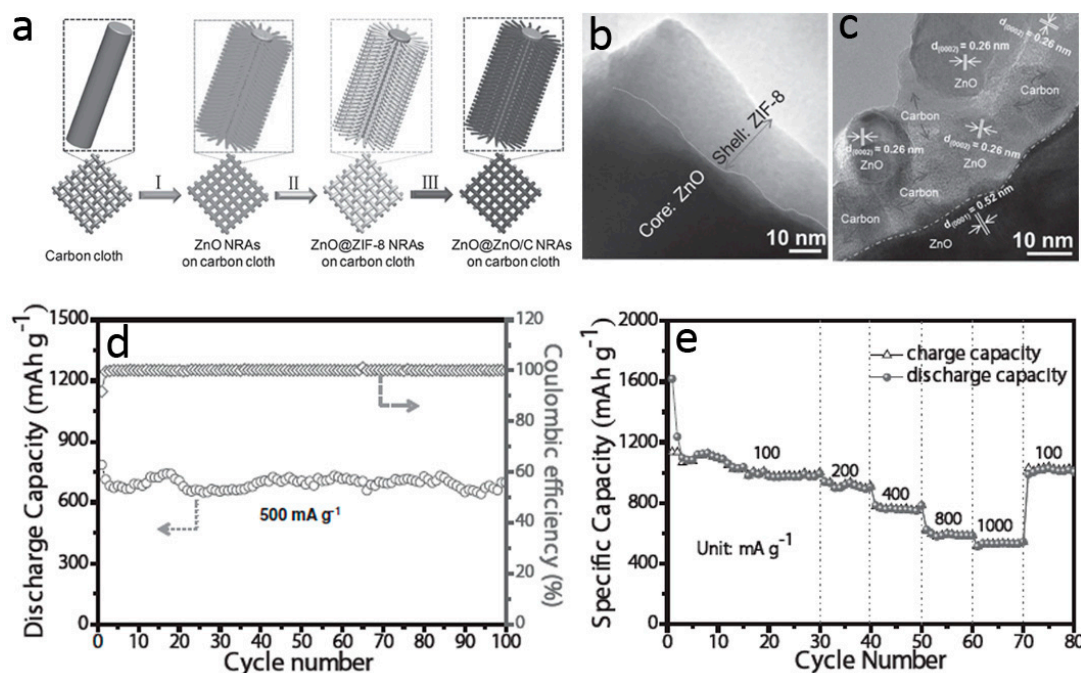 a
I
II
III
Carbon cloth
ZnO NRAs
on carbon cloth
ZnO@ZIF-8 NRAs
on carbon cloth
ZnO@ZnO/C NRAs
on carbon cloth
b
Shell: ZIF-8
Core: ZnO
10 nm
c
d(0002) = 0.26 nm
ZnO
d(0002) = 0.26 nm
Carbon
Carbon
d(0002) = 0.26 nm
ZnO
d(0002) = 0.26 nm
ZnO
Carbon
Carbon
d(0001) = 0.52 nm
ZnO
10 nm
d
Discharge Capacity (mAh g⁻¹)
1500
1200
900
600
300
0
120
100
80
60
40
20
0
Coulombic efficiency (%)
500 mA g⁻¹
0 10 20 30 40 50 60 70 80 90 100
Cycle number
e
Specific Capacity (mAh g⁻¹)
2000
1600
1200
800
400
0
charge capacity
discharge capacity
100
200
400
800
1000
100
Unit: mA g⁻¹
0 10 20 30 40 50 60 70 80
Cycle Number